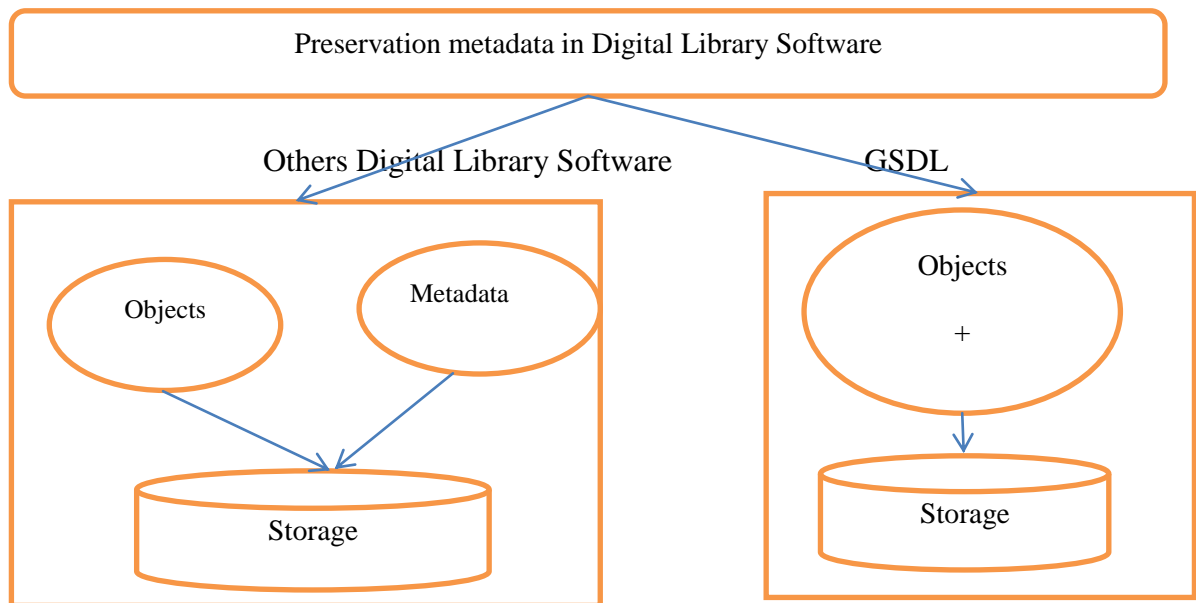 Preservation metadata in Digital Library Software
Others Digital Library Software
GSDL
Objects
Metadata
Storage
Objects
+
Storage